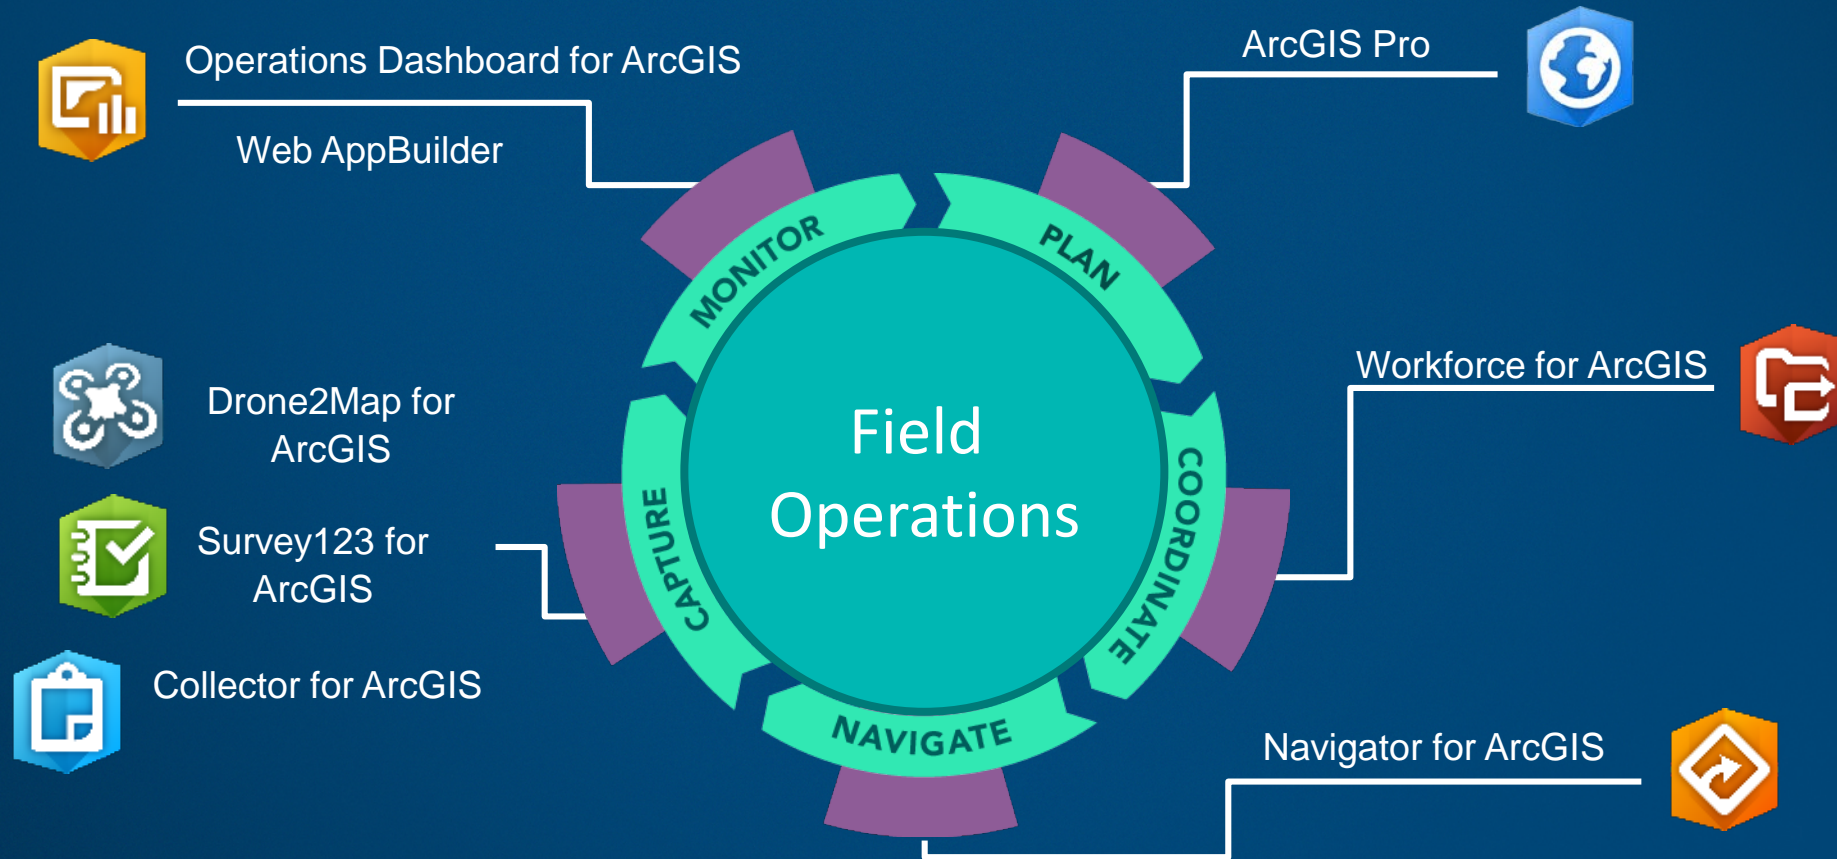 Operations Dashboard for ArcGIS
Web AppBuilder
ArcGIS Pro
MONITOR
PLAN
Workforce for ArcGIS
Drone2Map for
ArcGIS
Field
Operations
COORDINATE
CAPTURE
Survey123 for
ArcGIS
Collector for ArcGIS
NAVIGATE
Navigator for ArcGIS